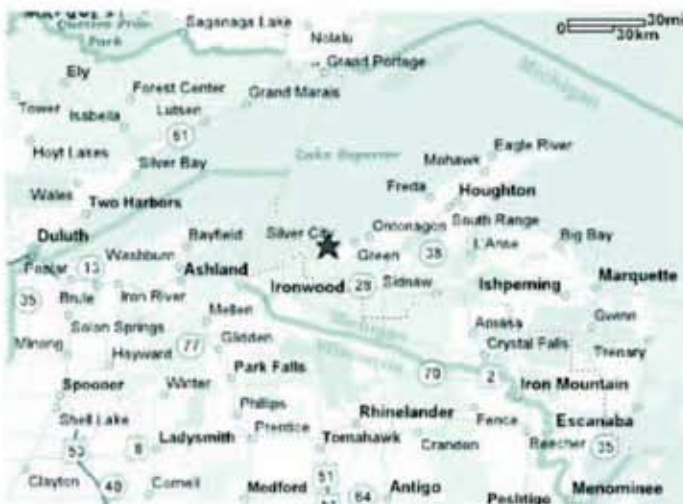 Saganaga Lake
Nolalu
0 30mi
30km
Park
Grand Portage
Michigan
Ely
Forest Center
Grand Marais
Tower
Isabella
Lutsen
61
Hoyt Lakes
Silver Bay
Lake Superior
Mohawk
Eagle River
Wales
Two Harbors
Freda
Houghton
Duluth
Washburn
Bayfield
Silver City
Ontonagon
South Range
Green
38
L'Anse
Big Bay
13
Ashland
Ironwood
28
Sidnaw
Ishpeming
Marquette
35
Brule
Iron River
Mellen
Amasa
Gwinn
Solon Springs
Minong
Hayward
77
Glidden
Crystal Falls
Trenary
Park Falls
70
2
Iron Mountain
Spooner
Winter
Phillips
Rhinelander
Fence
Escanaba
Shell Lake
Prentice
Beecher
35
53
8
Ladysmith
Tomahawk
Crandon
Clayton
40
Cornell
Medford
51
64
Antigo
Peshtigo
Menominee